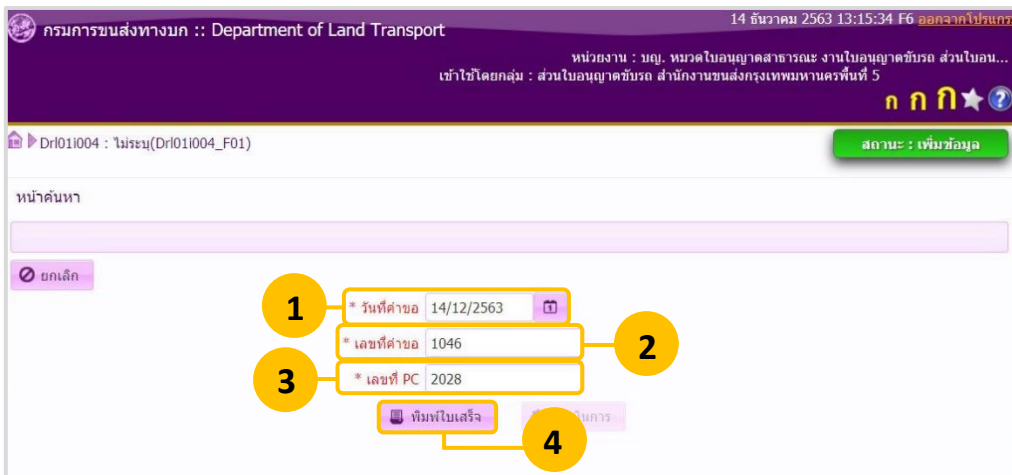 14 ธันวาคม 2563 13:15:34 F6 ออกจากโปรแกร
กรมการขนส่งทางบก :: Department of Land Transport
หน่วยงาน : บญ. หมวดใบอนุญาตสาธารณะ งานใบอนุญาตขับรถ ส่วนใบอน...
เข้าใช้โดยกลุ่ม : ส่วนใบอนุญาตขับรถ สำนักงานขนส่งกรุงเทพมหานครพื้นที่ 5
ก ก ก ?
Drl01i004 : ไม่ระบุ(Drl01i004_F01)
สถานะ : เพิ่มข้อมูล
หน้าค้นหา
ยกเลิก
1 * วันที่คำขอ 14/12/2563
* เลขที่คำขอ 1046 2
3 * เลขที่ PC 2028
พิมพ์ใบเสร็จ
4